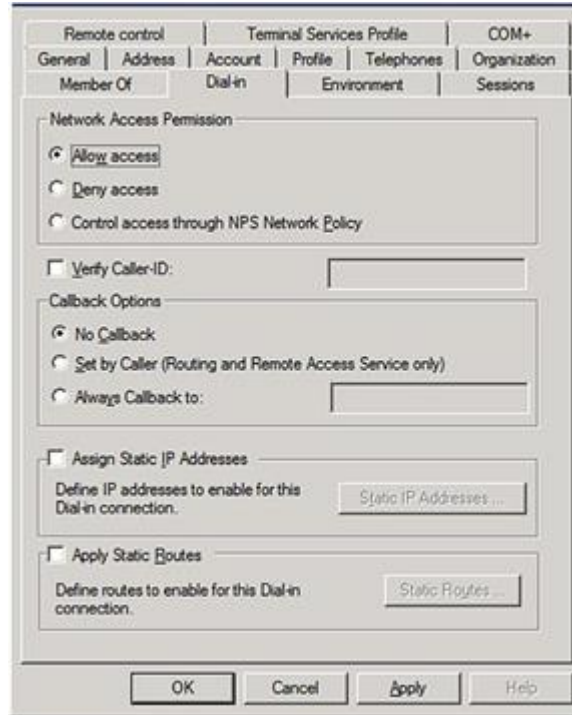 Remote control Terminal Services Profile COM+
General Address Account Profile Telephones Organization
Member Of Dial-in Environment Sessions
Network Access Permission
Allow access
Deny access
Control access through NPS Network Policy
Verify Caller-ID:
Callback Options
No Callback
Set by Caller (Routing and Remote Access Service only)
Always Callback to:
Assign Static IP Addresses
Define IP addresses to enable for this
Dial-in connection.
Static IP Addresses ...
Apply Static Routes
Define routes to enable for this Dial-in
connection.
Static Routes ...
OK Cancel Apply Help